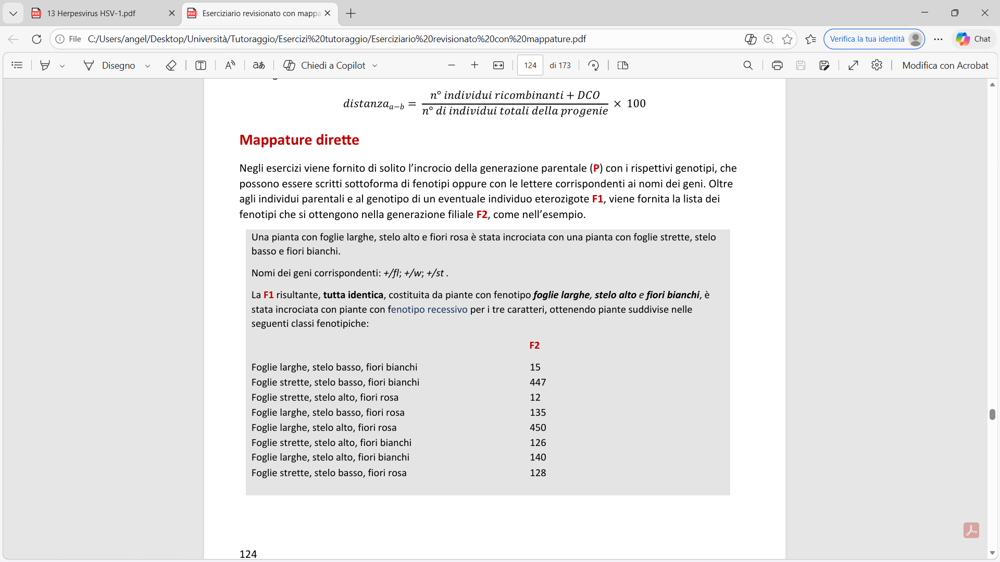 13 Herpesvirus HSV-1.pdf
Eserciziario revisionato con mappa
File C:/Users/angel/Desktop/Università/Tutoraggio/Esercizi%20tutoraggio/Eserciziario%20revisionato%20con%20mappature.pdf
Verifica la tua identità
Chat
Disegno
Chiedi a Copilot
124 di 173
Modifica con Acrobat
distanza a−b = n° individui ricombinanti + DCO / n° di individui totali della progenie × 100
Mappature dirette
Negli esercizi viene fornito di solito l’incrocio della generazione parentale (P) con i rispettivi genotipi, che
possono essere scritti sottoforma di fenotipi oppure con le lettere corrispondenti ai nomi dei geni. Oltre
agli individui parentali e al genotipo di un eventuale individuo eterozigote F1, viene fornita la lista dei
fenotipi che si ottengono nella generazione filiale F2, come nell’esempio.
Una pianta con foglie larghe, stelo alto e fiori rosa è stata incrociata con una pianta con foglie strette, stelo
basso e fiori bianchi.
Nomi dei geni corrispondenti: +/fl; +/w; +/st .
La F1 risultante, tutta identica, costituita da piante con fenotipo foglie larghe, stelo alto e fiori bianchi, è
stata incrociata con piante con fenotipo recessivo per i tre caratteri, ottenendo piante suddivise nelle
seguenti classi fenotipiche:
F2
Foglie larghe, stelo basso, fiori bianchi 15
Foglie strette, stelo basso, fiori bianchi 447
Foglie strette, stelo alto, fiori rosa 12
Foglie larghe, stelo basso, fiori rosa 135
Foglie larghe, stelo alto, fiori rosa 450
Foglie strette, stelo alto, fiori bianchi 126
Foglie larghe, stelo alto, fiori bianchi 140
Foglie strette, stelo basso, fiori rosa 128
124